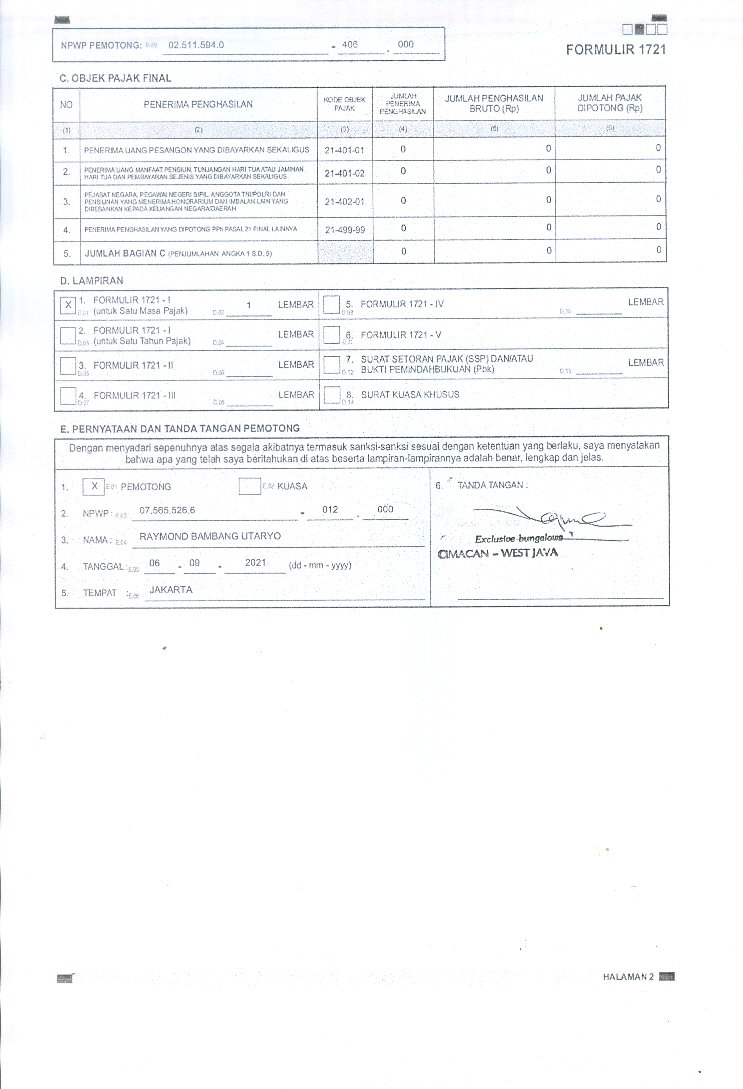 NPWP PEMOTONG : 02.511.594.0 - 406 . 000
FORMULIR 1721
C. OBJEK PAJAK FINAL
NO PENERIMA PENGHASILAN KODE OBJEK PAJAK JUMLAH PENERIMA PENGHASILAN JUMLAH PENGHASILAN BRUTO (Rp) JUMLAH PAJAK DIPOTONG (Rp)
(1) (2) (3) (4) (5) (6)
1. PENERIMA UANG PESANGON YANG DIBAYARKAN SEKALIGUS 21-401-01 0 0 0
2. PENERIMA UANG MANFAAT PENSIUN, TUNJANGAN HARI TUA ATAU JAMINAN
HARI TUA DAN PEMBAYARAN SEJENIS YANG DIBAYARKAN SEKALIGUS 21-401-02 0 0 0
3. PEJABAT NEGARA, PEGAWAI NEGERI SIPIL, ANGGOTA TNI/POLRI DAN
PENSIUNAN YANG MENERIMA HONORARIUM DAN IMBALAN LAIN YANG
DIBEBANKAN KEPADA KEUANGAN NEGARA/DAERAH 21-402-01 0 0 0
4. PENERIMA PENGHASILAN YANG DIPOTONG PPh PASAL 21 FINAL LAINNYA 21-499-99 0 0 0
5. JUMLAH BAGIAN C (PENJUMLAHAN ANGKA 1 S.D. 5) 0 0 0
D. LAMPIRAN
X D.01 1. FORMULIR 1721 - I
(untuk Satu Masa Pajak) D.02 1 LEMBAR
D.03 2. FORMULIR 1721 - I
(untuk Satu Tahun Pajak) D.04 LEMBAR
D.05 3. FORMULIR 1721 - II D.06 LEMBAR
D.07 4. FORMULIR 1721 - III D.08 LEMBAR
D.09 5. FORMULIR 1721 - IV D.10 LEMBAR
D.11 6. FORMULIR 1721 - V
D.12 7. SURAT SETORAN PAJAK (SSP) DAN/ATAU
BUKTI PEMINDAHBUKUAN (Pbk) D.13 LEMBAR
D.14 8. SURAT KUASA KHUSUS
E. PERNYATAAN DAN TANDA TANGAN PEMOTONG
Dengan menyadari sepenuhnya atas segala akibatnya termasuk sanksi-sanksi sesuai dengan ketentuan yang berlaku, saya menyatakan
bahwa apa yang telah saya beritahukan di atas beserta lampiran-lampirannya adalah benar, lengkap dan jelas.
1. X E.01 PEMOTONG E.02 KUASA
2. NPWP : E.03 07,565,526,6 - 012 . 000
3. NAMA : E.04 RAYMOND BAMBANG UTARYO
4. TANGGAL : E.05 06 - 09 - 2021 (dd - mm - yyyy)
5. TEMPAT : E.06 JAKARTA
6. TANDA TANGAN :
Exclusive bungalows
CIMACAN - WEST JAVA
HALAMAN 2